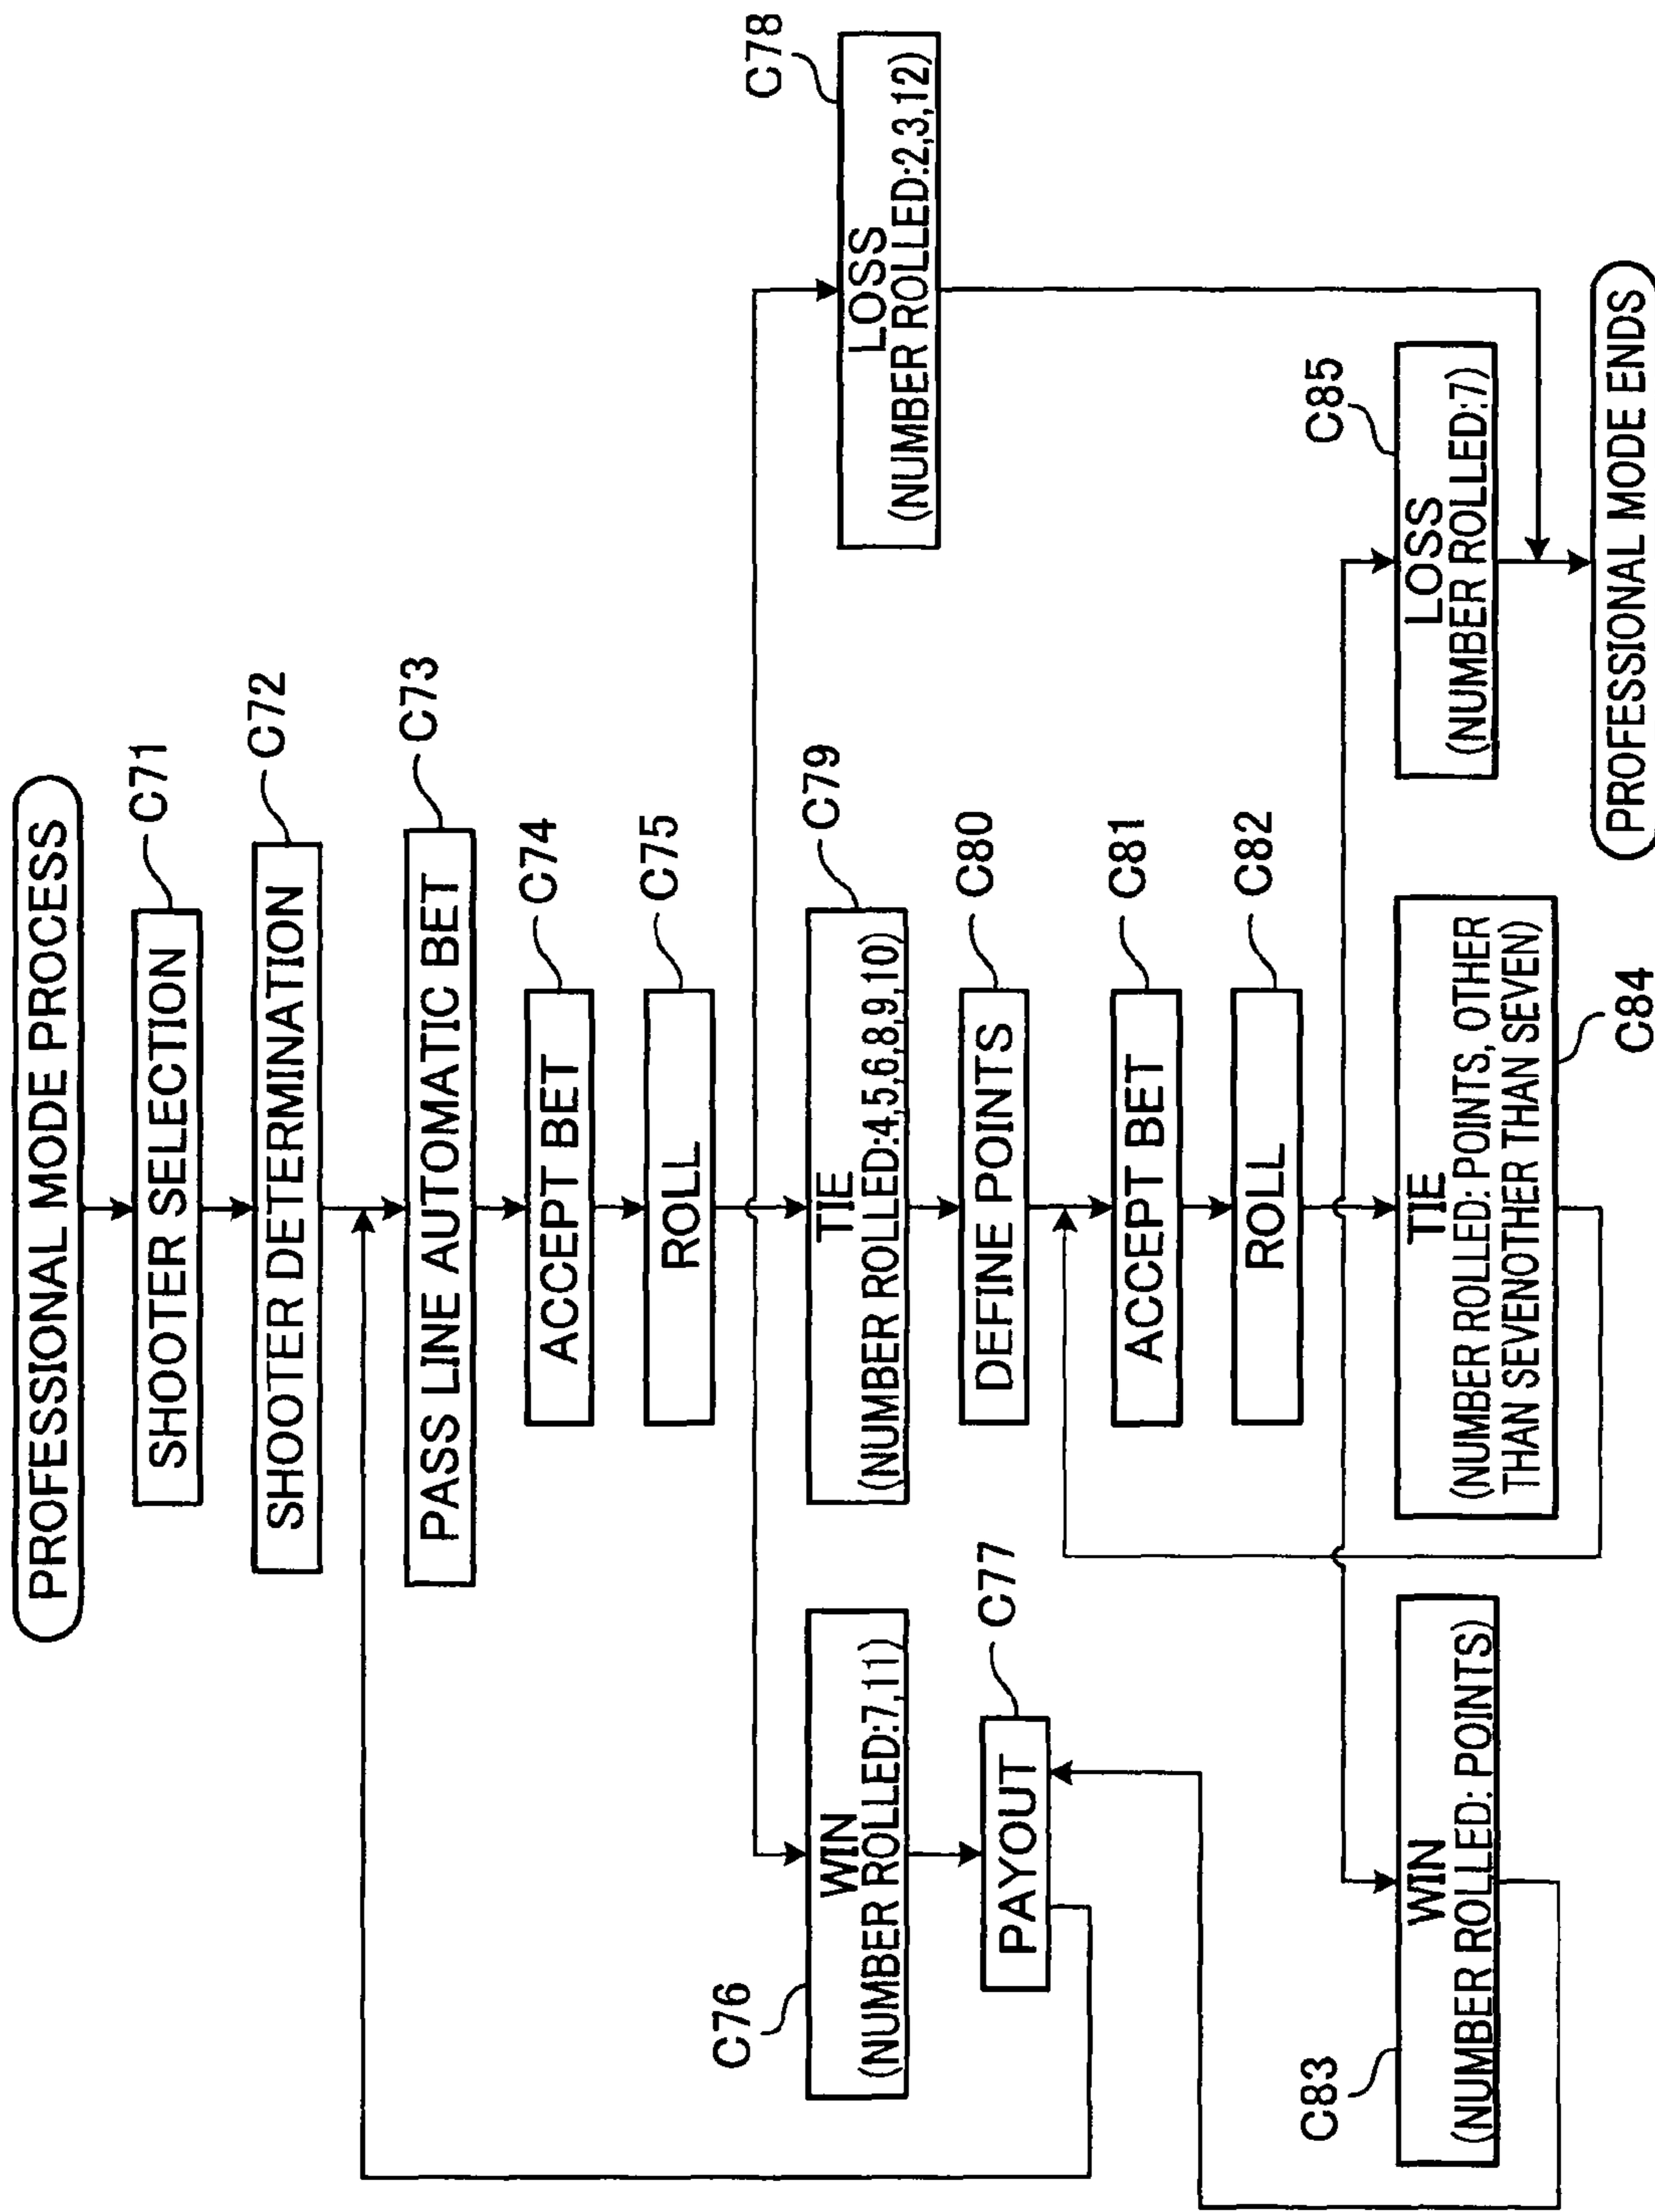 PROFESSIONAL MODE PROCESS
SHOOTER SELECTION
C71
SHOOTER DETERMINATION
C72
PASS LINE AUTOMATIC BET
C73
ACCEPT BET
C74
ROLL
C75
C76
WIN
(NUMBER ROLLED:7,11)
PAYOUT
C77
LOSS
(NUMBER ROLLED:2,3,12)
C78
TIE
(NUMBER ROLLED:4,5,6,8,9,10)
C79
DEFINE POINTS
C80
ACCEPT BET
C81
ROLL
C82
C83
WIN
(NUMBER ROLLED: POINTS)
TIE
(NUMBER ROLLED: POINTS, OTHER
THAN SEVENOTHER THAN SEVEN)
C84
LOSS
(NUMBER ROLLED:7)
C85
PROFESSIONAL MODE ENDS